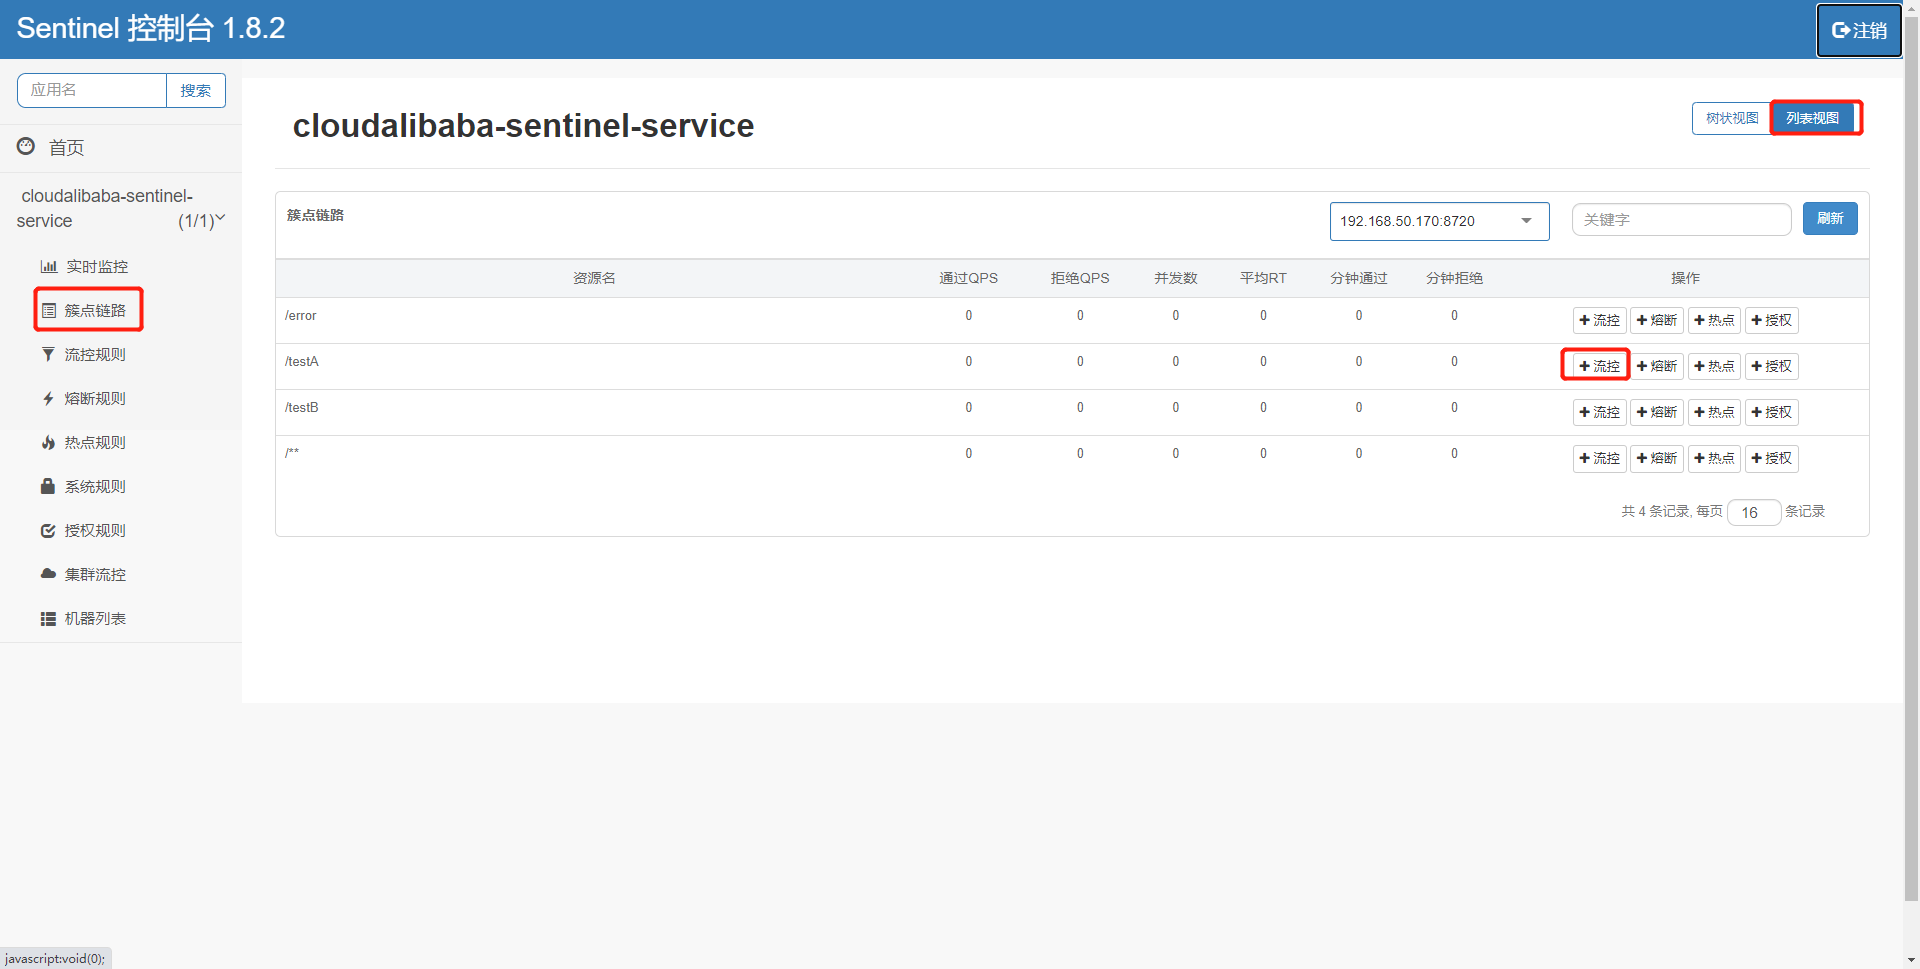 Sentinel 控制台 1.8.2
注销
应用名
搜索
首页
cloudalibaba-sentinel-service
(1/1)
实时监控
簇点链路
流控规则
熔断规则
热点规则
系统规则
授权规则
集群流控
机器列表
cloudalibaba-sentinel-service
树状视图 列表视图
簇点链路
192.168.50.170:8720
关键字
刷新
资源名 通过QPS 拒绝QPS 并发数 平均RT 分钟通过 分钟拒绝 操作
/error 0 0 0 0 0 0 流控 熔断 热点 授权
/testA 0 0 0 0 0 0 流控 熔断 热点 授权
/testB 0 0 0 0 0 0 流控 熔断 热点 授权
/** 0 0 0 0 0 0 流控 熔断 热点 授权
共 4 条记录, 每页 16 条记录
javascript:void(0);